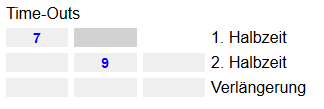 Time-Outs
7 1. Halbzeit
9 2. Halbzeit
Verlängerung